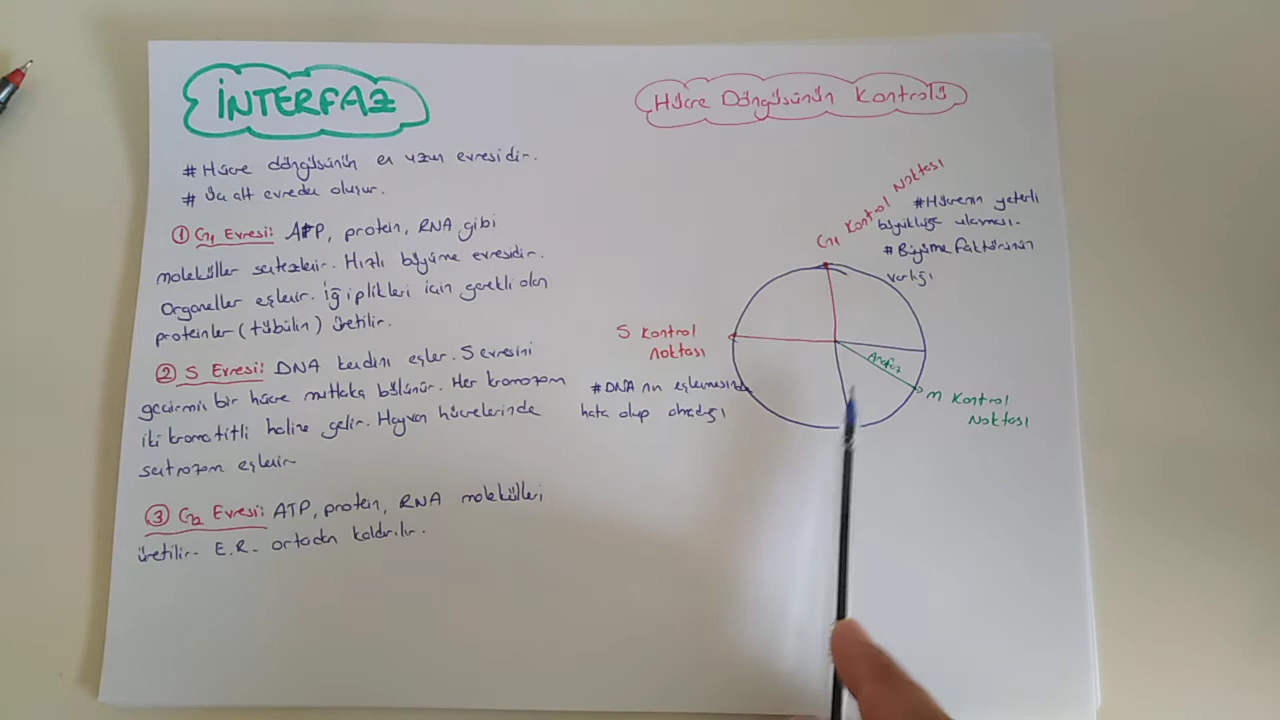 İNTERFAZ
# Hücre döngüsünün en uzun evresidir.
# Üç alt evreden oluşur.
① G1 Evresi: ATP, protein, RNA gibi
moleküller sentezlenir. Hızlı büyüme evresidir.
Organeller eşlenir. İğ iplikleri için gerekli olan
proteinler (tübülin) üretilir.
② S Evresi: DNA kendini eşler. S evresini
geçirmiş bir hücre mutlaka bölünür. Her kromozom
iki kromatitli haline gelir. Hayvan hücrelerinde
sentrozom eşlenir
③ G2 Evresi: ATP, protein, RNA molekülleri
üretilir. E.R. ortadan kaldırılır.
Hücre Döngüsünün Kontrolü
G1 Kontrol Noktası
# Hücrenin yeterli
büyüklüğe ulaşması.
# Büyüme faktörünün
varlığı
S Kontrol
Noktası
# DNA nın eşlemesinde
hata olup olmadığı
Anafaz
M Kontrol
Noktası